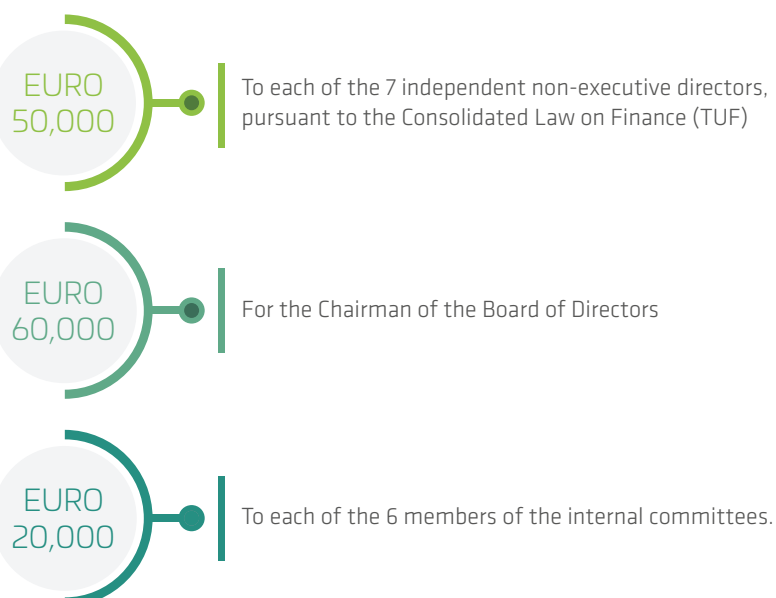 EURO
50,000
To each of the 7 independent non-executive directors,
pursuant to the Consolidated Law on Finance (TUF)
EURO
60,000
For the Chairman of the Board of Directors
EURO
20,000
To each of the 6 members of the internal committees.